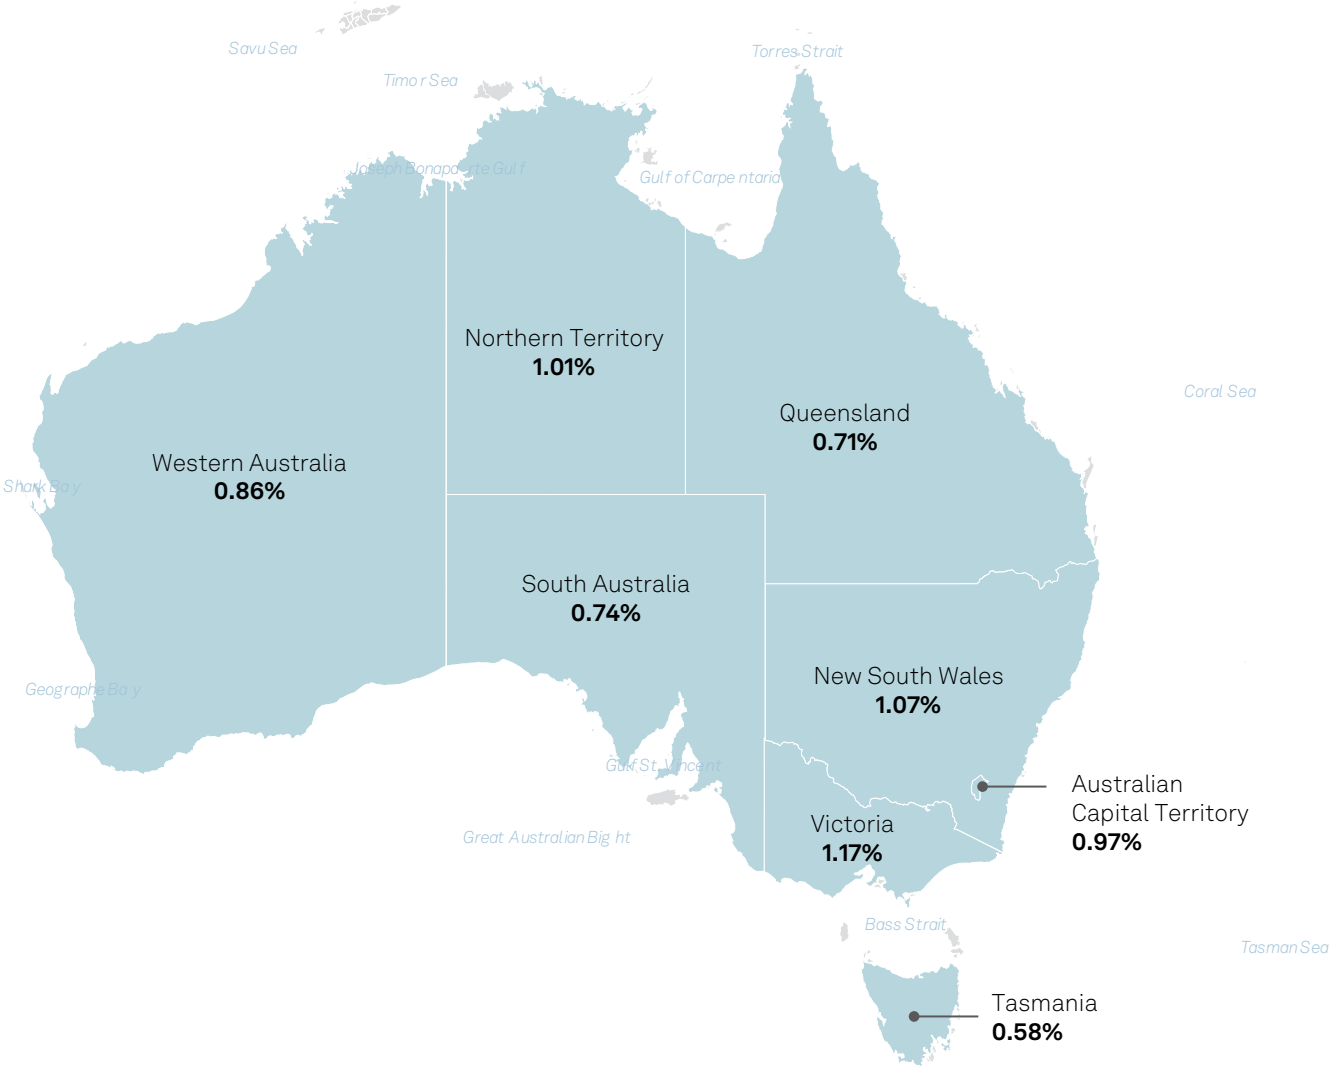 Savu Sea
Timor Sea
Torres Strait
Joseph Bonaparte Gulf
Gulf of Carpentaria
Northern Territory
1.01%
Coral Sea
Queensland
0.71%
Western Australia
0.86%
Shark Bay
South Australia
0.74%
New South Wales
1.07%
Geographe Bay
Gulf St. Vincent
Australian
Capital Territory
0.97%
Victoria
1.17%
Great Australian Bight
Bass Strait
Tasman Sea
Tasmania
0.58%